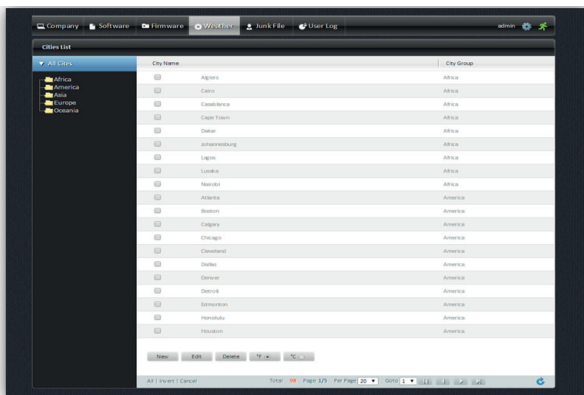 Company Software Firmware Weather Junk File User Log admin
Cities List
All Cities
Africa
America
Asia
Europe
Oceania
City Name City Group
Algiers Africa
Cairo Africa
Casablanca Africa
Cape Town Africa
Dakar Africa
Johannesburg Africa
Lagos Africa
Lusaka Africa
Nairobi Africa
Atlanta America
Boston America
Calgary America
Chicago America
Cleveland America
Dallas America
Denver America
Detroit America
Edmonton America
Honolulu America
Houston America
New Edit Delete °F °C
All | Invert | Cancel Total: 98 Page: 1/5 Per Page: 20 Goto 1